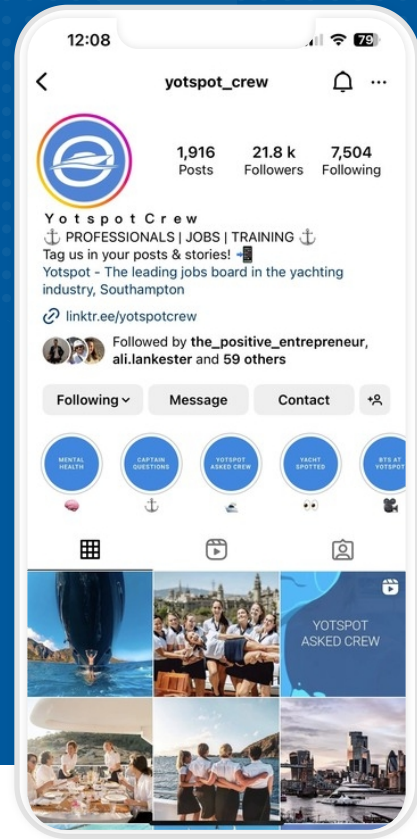 12:08
79
yotspot_crew
1,916 21.8 k 7,504
Posts Followers Following
Yotspot Crew
⚓ PROFESSIONALS | JOBS | TRAINING ⚓
Tag us in your posts & stories! 📲
Yotspot - The leading jobs board in the yachting
industry, Southampton
linktr.ee/yotspotcrew
Followed by the_positive_entrepreneur,
ali.lankester and 59 others
Following Message Contact
MENTAL
HEALTH
CAPTAIN
QUESTIONS
YOTSPOT
ASKED CREW
YACHT
SPOTTED
BTS AT
YOTSPOT
YOTSPOT
ASKED CREW